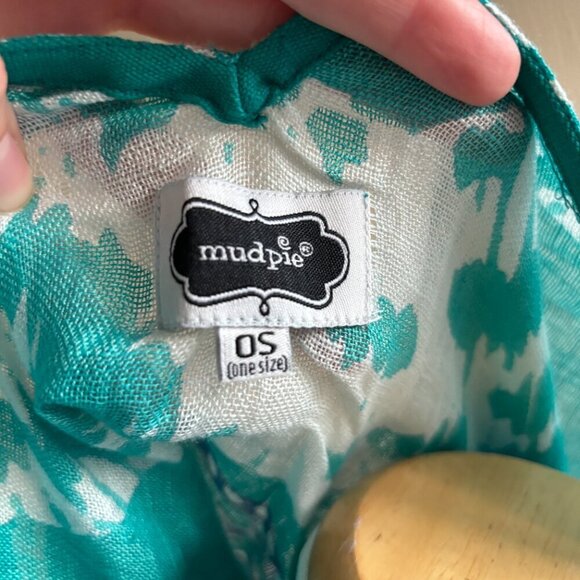 mudpie®
OS
(one size)